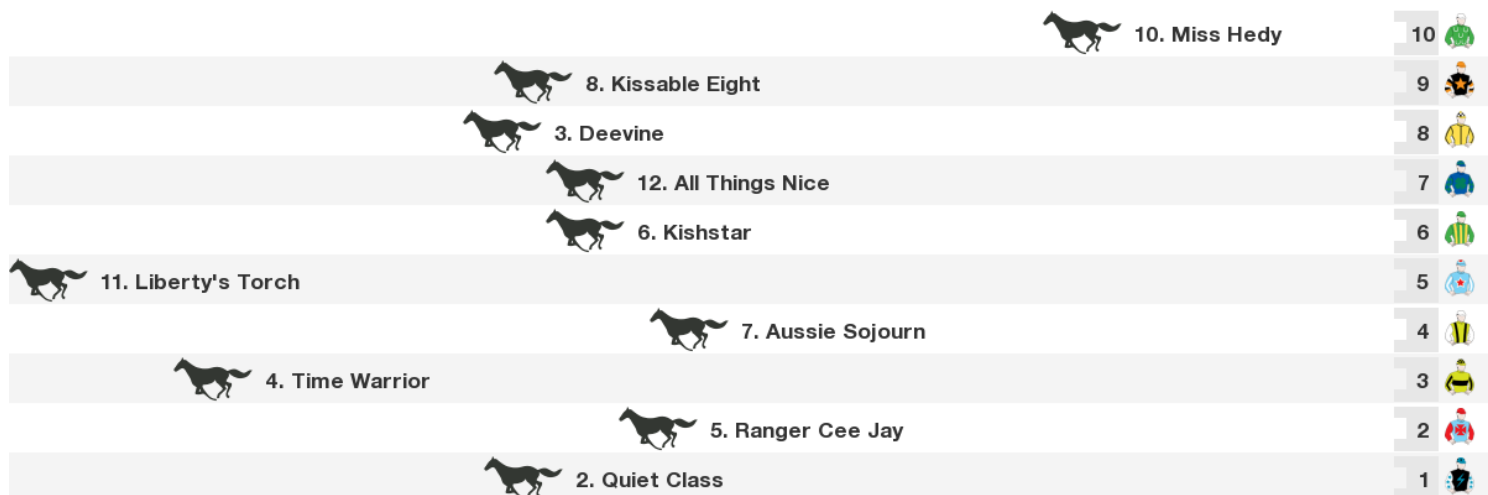 10. Miss Hedy 10
8. Kissable Eight 9
3. Deevine 8
12. All Things Nice 7
6. Kishstar 6
11. Liberty's Torch 5
7. Aussie Sojourn 4
4. Time Warrior 3
5. Ranger Cee Jay 2
2. Quiet Class 1